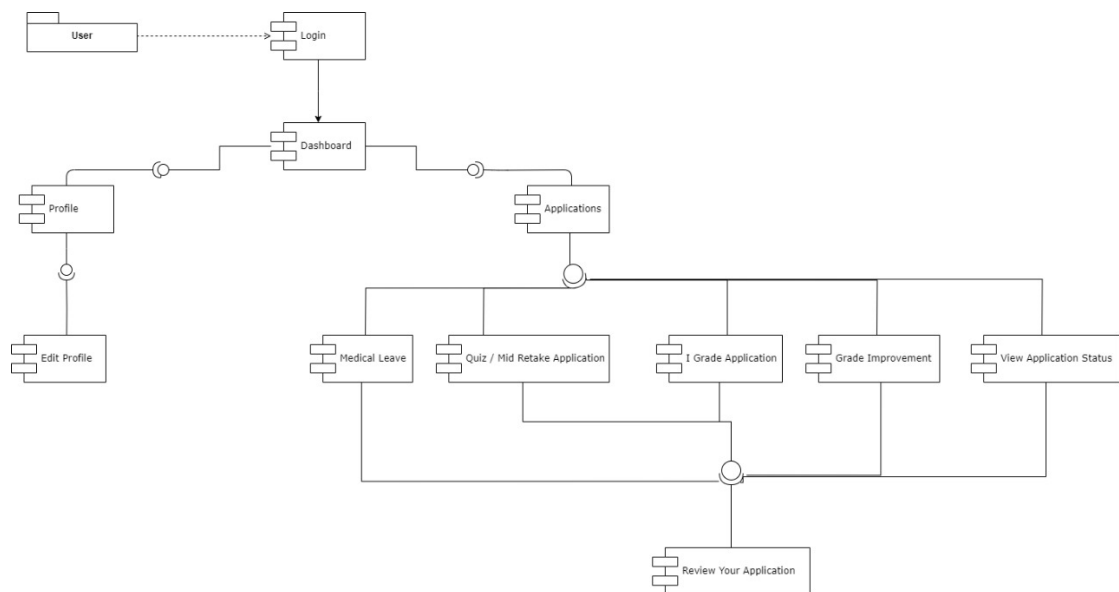 User
Login
Dashboard
Profile
Applications
Edit Profile
Medical Leave
Quiz / Mid Retake Application
I Grade Application
Grade Improvement
View Application Status
Review Your Application